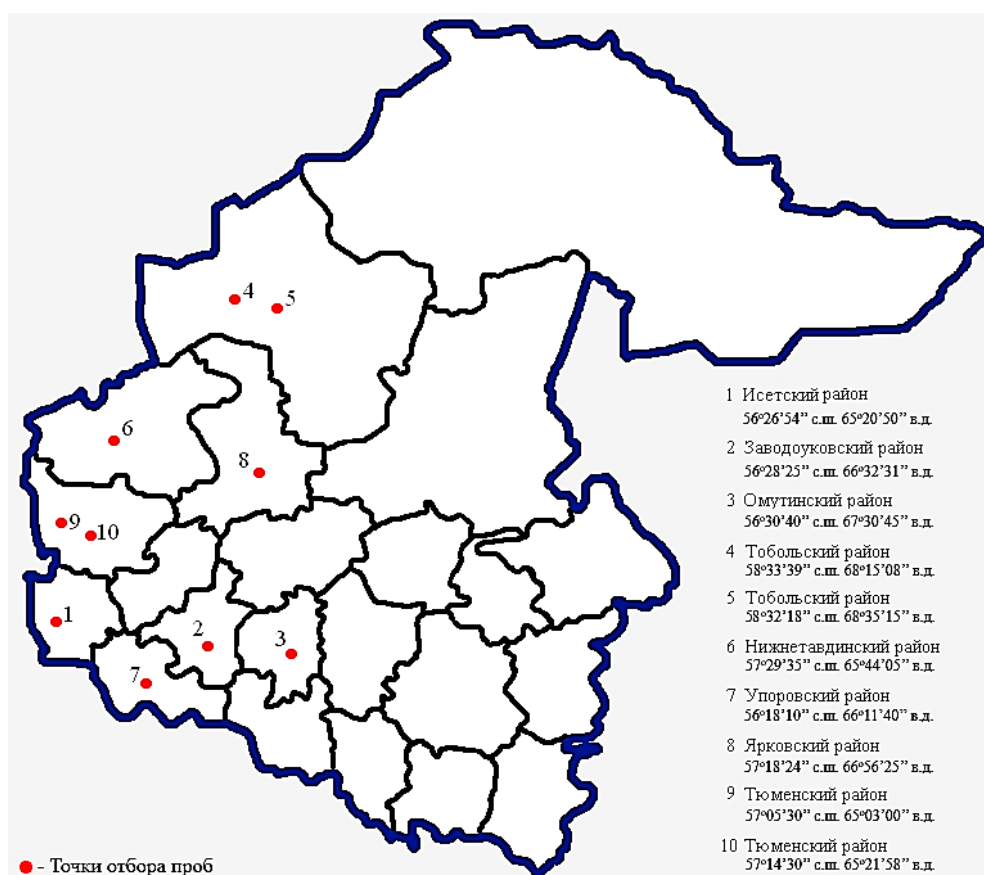 4
5
6
8
9
10
1
2
3
7
1 Исетский район
56º26’54” с.ш. 65º20’50” в.д.
2 Заводоуковский район
56º28’25” с.ш. 66º32’31” в.д.
3 Омутинский район
56º30’40” с.ш. 67º30’45” в.д.
4 Тобольский район
58º33’39” с.ш. 68º15’08” в.д.
5 Тобольский район
58º32’18” с.ш. 68º35’15” в.д.
6 Нижнетавдинский район
57º29’35” с.ш. 65º44’05” в.д.
7 Упоровский район
56º18’10” с.ш. 66º11’40” в.д.
8 Ярковский район
57º18’24” с.ш. 66º56’25” в.д.
9 Тюменский район
57º05’30” с.ш. 65º03’00” в.д.
10 Тюменский район
57º14’30” с.ш. 65º21’58” в.д.
- Точки отбора проб